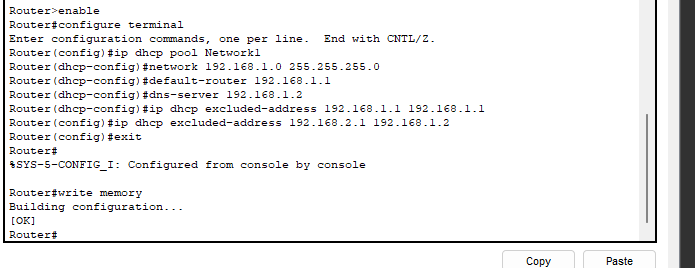 Router>enable
Router#configure terminal
Enter configuration commands, one per line.  End with CNTL/Z.
Router(config)#ip dhcp pool Network1
Router(dhcp-config)#network 192.168.1.0 255.255.255.0
Router(dhcp-config)#default-router 192.168.1.1
Router(dhcp-config)#dns-server 192.168.1.2
Router(dhcp-config)#ip dhcp excluded-address 192.168.1.1 192.168.1.1
Router(config)#ip dhcp excluded-address 192.168.2.1 192.168.1.2
Router(config)#exit
Router#
%SYS-5-CONFIG_I: Configured from console by console
Router#write memory
Building configuration...
[OK]
Router#
Copy Paste